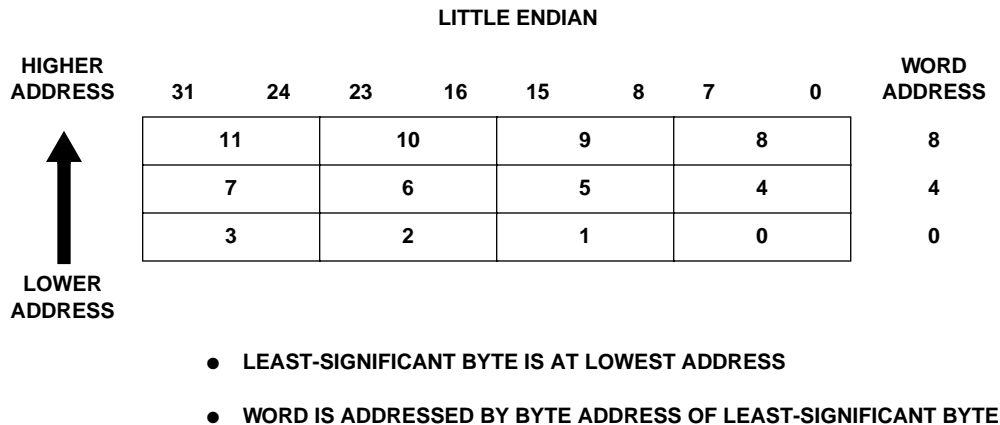 LITTLE ENDIAN
HIGHER ADDRESS 31 24 23 16 15 8 7 0 WORD ADDRESS
11 10 9 8 8
7 6 5 4 4
3 2 1 0 0
LOWER ADDRESS
● LEAST-SIGNIFICANT BYTE IS AT LOWEST ADDRESS
● WORD IS ADDRESSED BY BYTE ADDRESS OF LEAST-SIGNIFICANT BYTE